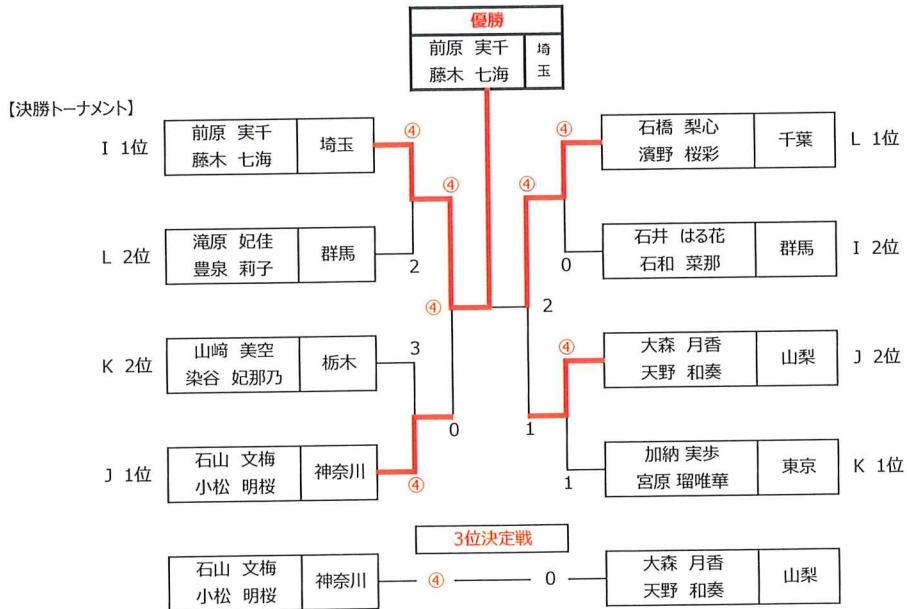 優勝
前原 実千
藤木 七海
埼玉
【決勝トーナメント】
I 1位
前原 実千
藤木 七海
埼玉
④
④
石橋 梨心
濱野 桜彩
千葉
L 1位
④
④
L 2位
滝原 妃佳
豊泉 莉子
群馬
2
0
石井 はる花
石和 菜那
群馬
I 2位
④
2
K 2位
山﨑 美空
染谷 妃那乃
栃木
3
④
大森 月香
天野 和奏
山梨
J 2位
0
1
J 1位
石山 文梅
小松 明桜
神奈川
④
1
加納 実歩
宮原 瑠唯華
東京
K 1位
3位決定戦
石山 文梅
小松 明桜
神奈川
④
0
大森 月香
天野 和奏
山梨